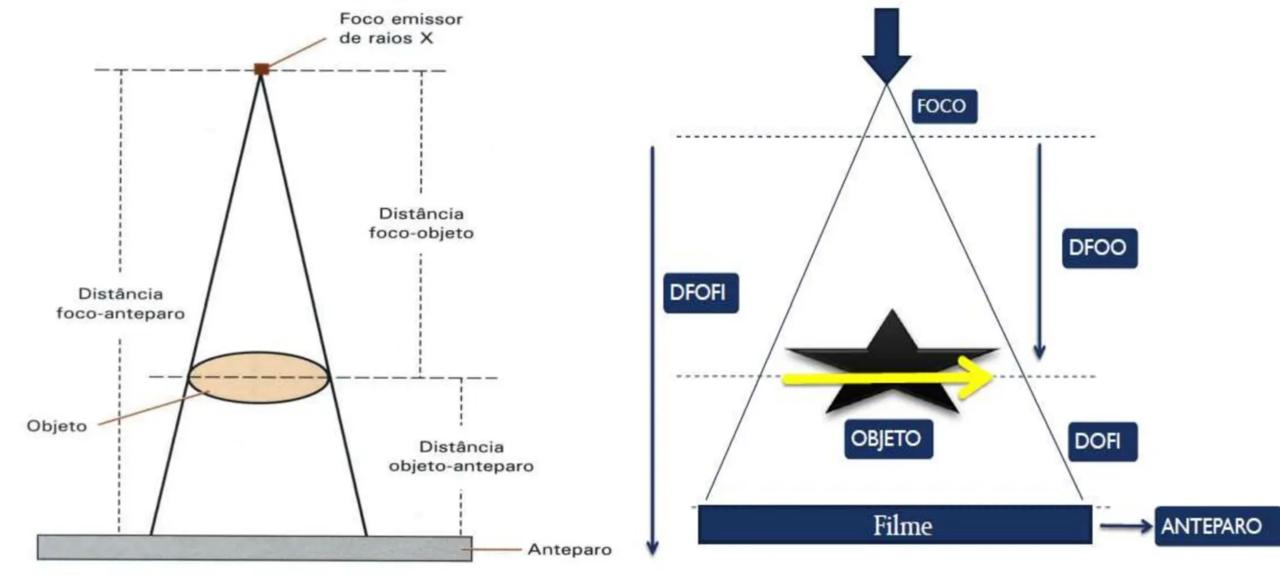 Foco emissor
de raios X
Distância
foco-objeto
Distância
foco-anteparo
Objeto
Distância
objeto-anteparo
Anteparo
FOCO
DFOO
DFOFI
OBJETO
DOFI
Filme
ANTEPARO